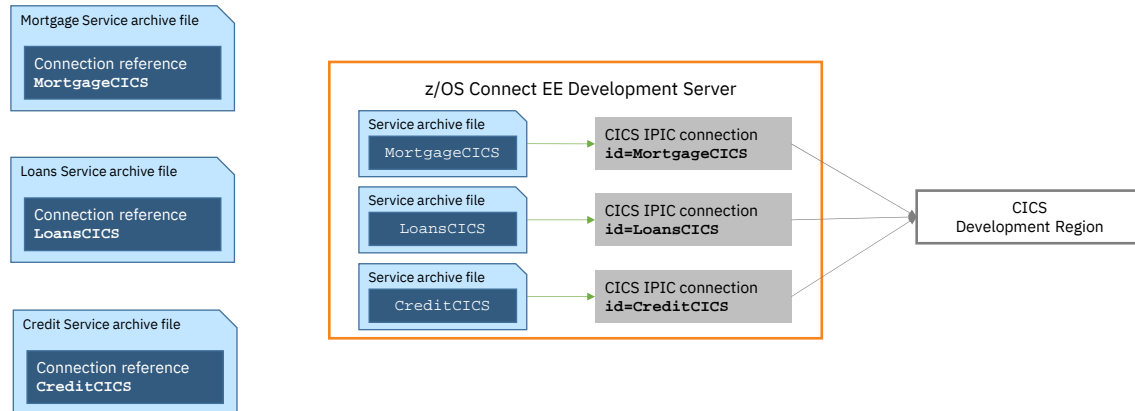 Mortgage Service archive file
Connection reference
MortgageCICS
Loans Service archive file
Connection reference
LoansCICS
Credit Service archive file
Connection reference
CreditCICS
z/OS Connect EE Development Server
Service archive file
MortgageCICS
CICS IPIC connection
id=MortgageCICS
Service archive file
LoansCICS
CICS IPIC connection
id=LoansCICS
Service archive file
CreditCICS
CICS IPIC connection
id=CreditCICS
CICS
Development Region